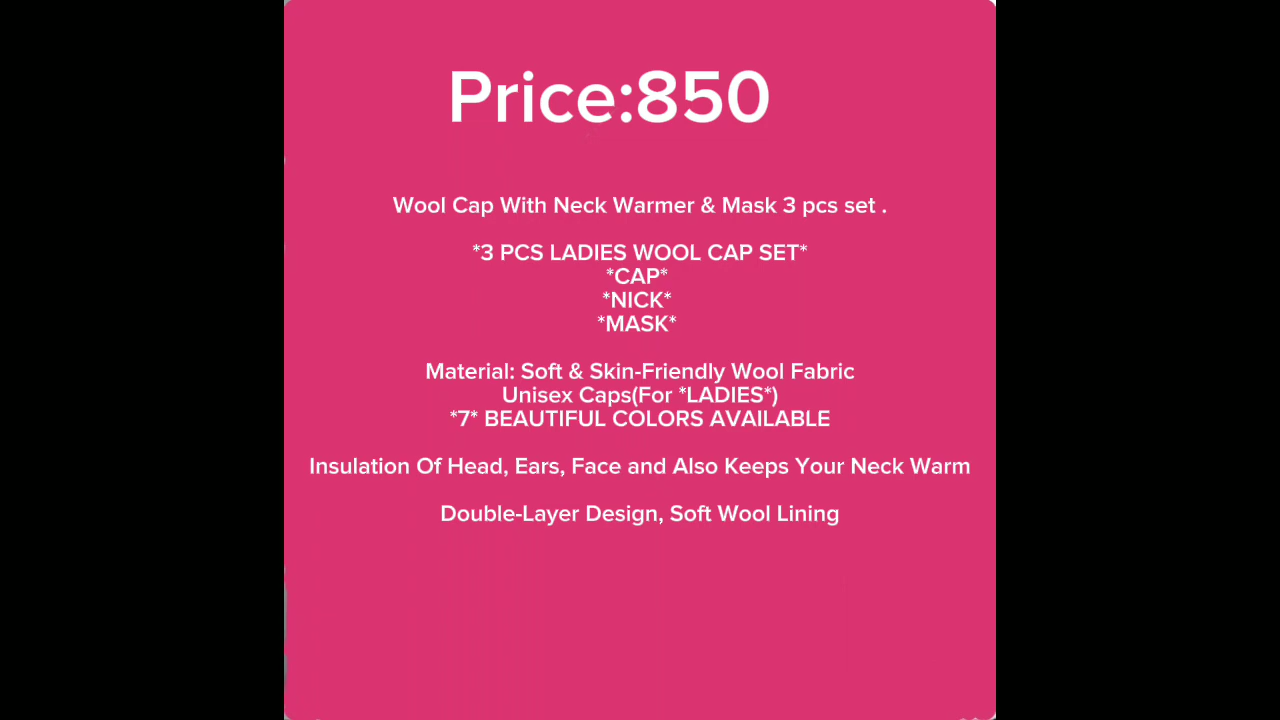 Price:850
Wool Cap With Neck Warmer & Mask 3 pcs set .
*3 PCS LADIES WOOL CAP SET*
*CAP*
*NICK*
*MASK*
Material: Soft & Skin-Friendly Wool Fabric
Unisex Caps(For *LADIES*)
*7* BEAUTIFUL COLORS AVAILABLE
Insulation Of Head, Ears, Face and Also Keeps Your Neck Warm
Double-Layer Design, Soft Wool Lining